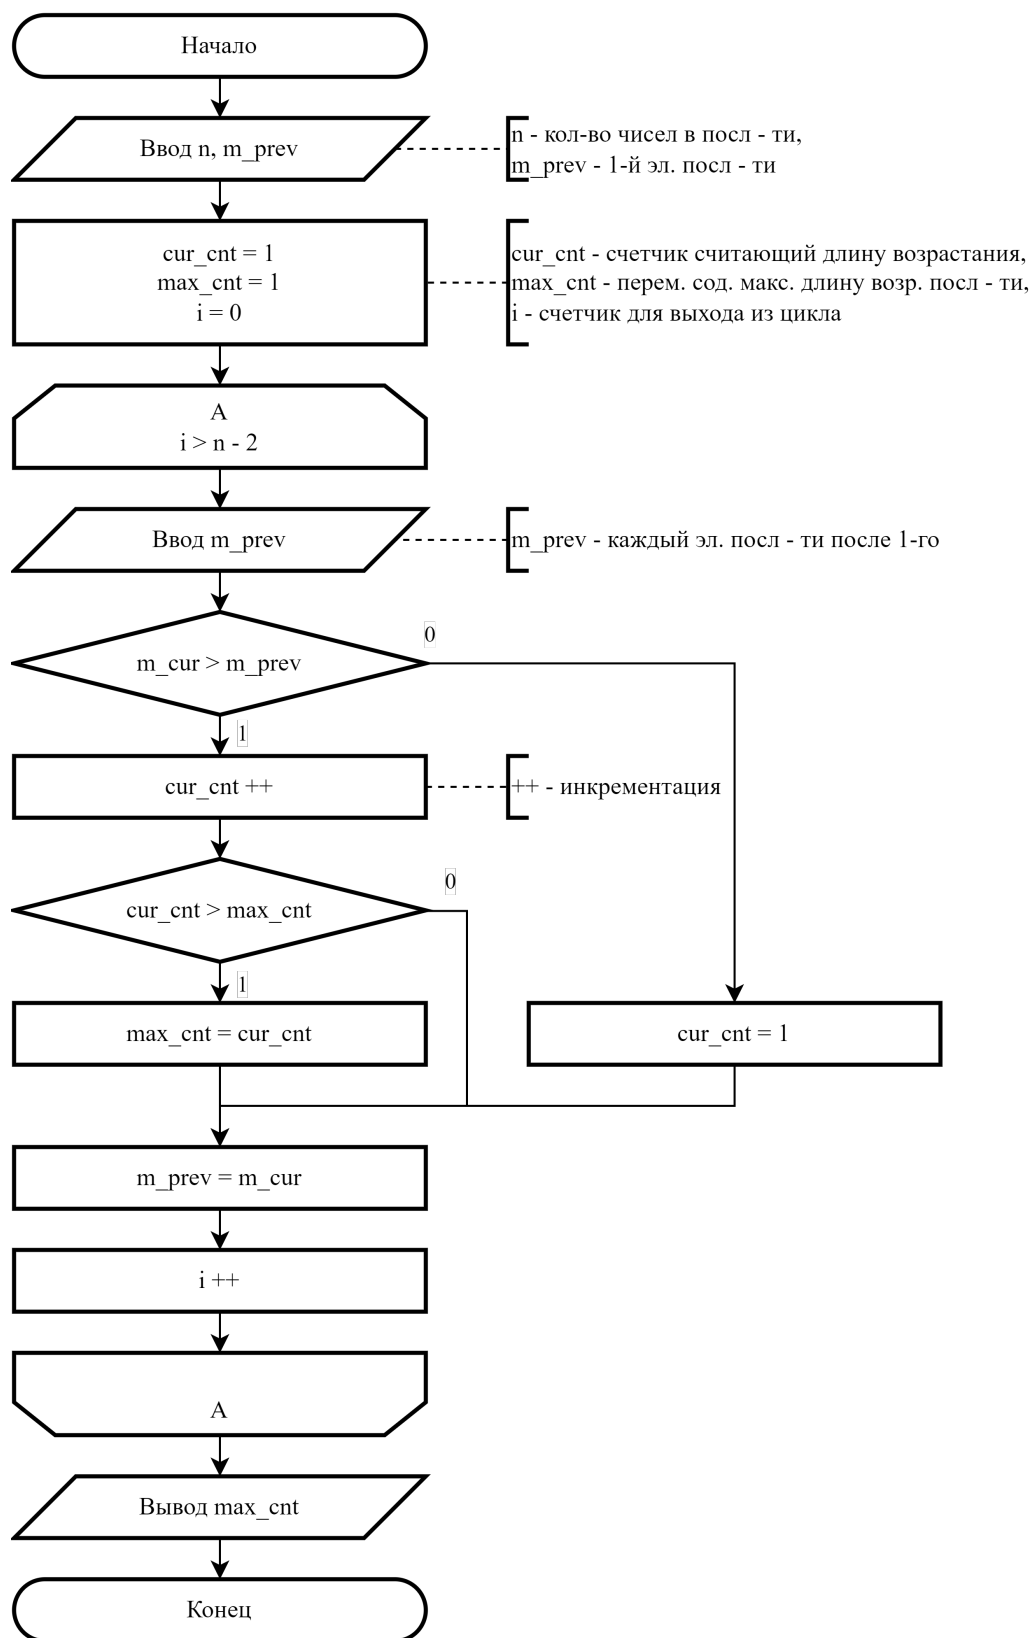 Начало
Ввод n, m_prev
n - кол-во чисел в посл - ти,
m_prev - 1-й эл. посл - ти
cur_cnt = 1
max_cnt = 1
i = 0
cur_cnt - счетчик считающий длину возрастания,
max_cnt - перем. сод. макс. длину возр. посл - ти,
i - счетчик для выхода из цикла
A
i > n - 2
Ввод m_prev
m_prev - каждый эл. посл - ти после 1-го
m_cur > m_prev
0
1
cur_cnt ++
++ - инкрементация
cur_cnt > max_cnt
0
1
max_cnt = cur_cnt
cur_cnt = 1
m_prev = m_cur
i ++
A
Вывод max_cnt
Конец